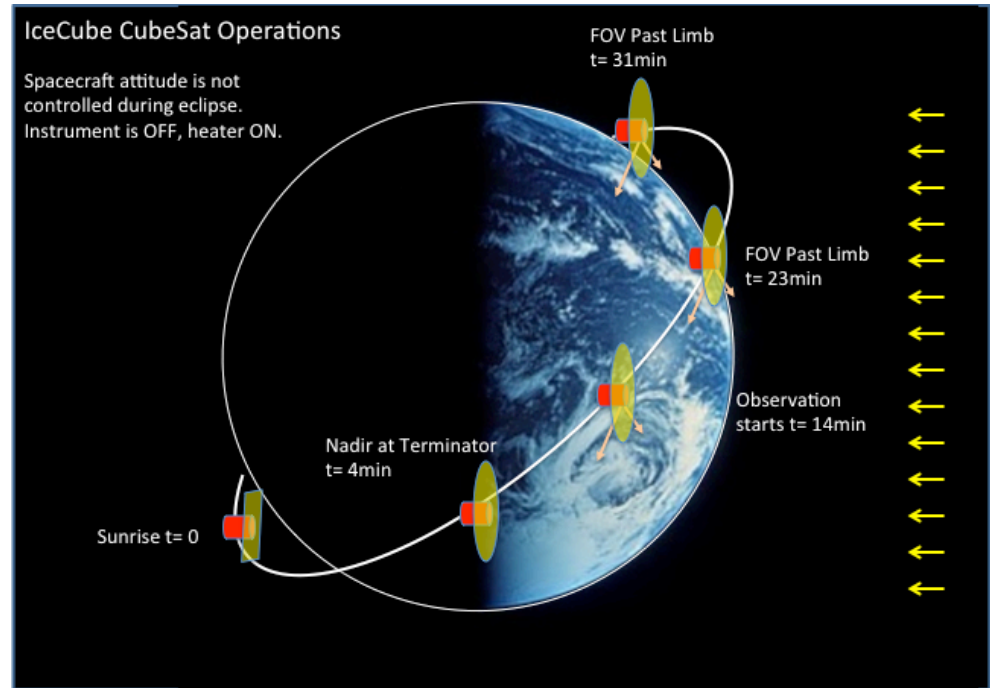 IceCube CubeSat Operations
Spacecraft attitude is not
controlled during eclipse.
Instrument is OFF, heater ON.
FOV Past Limb
t= 31min
FOV Past Limb
t= 23min
Observation
starts t= 14min
Nadir at Terminator
t= 4min
Sunrise t= 0